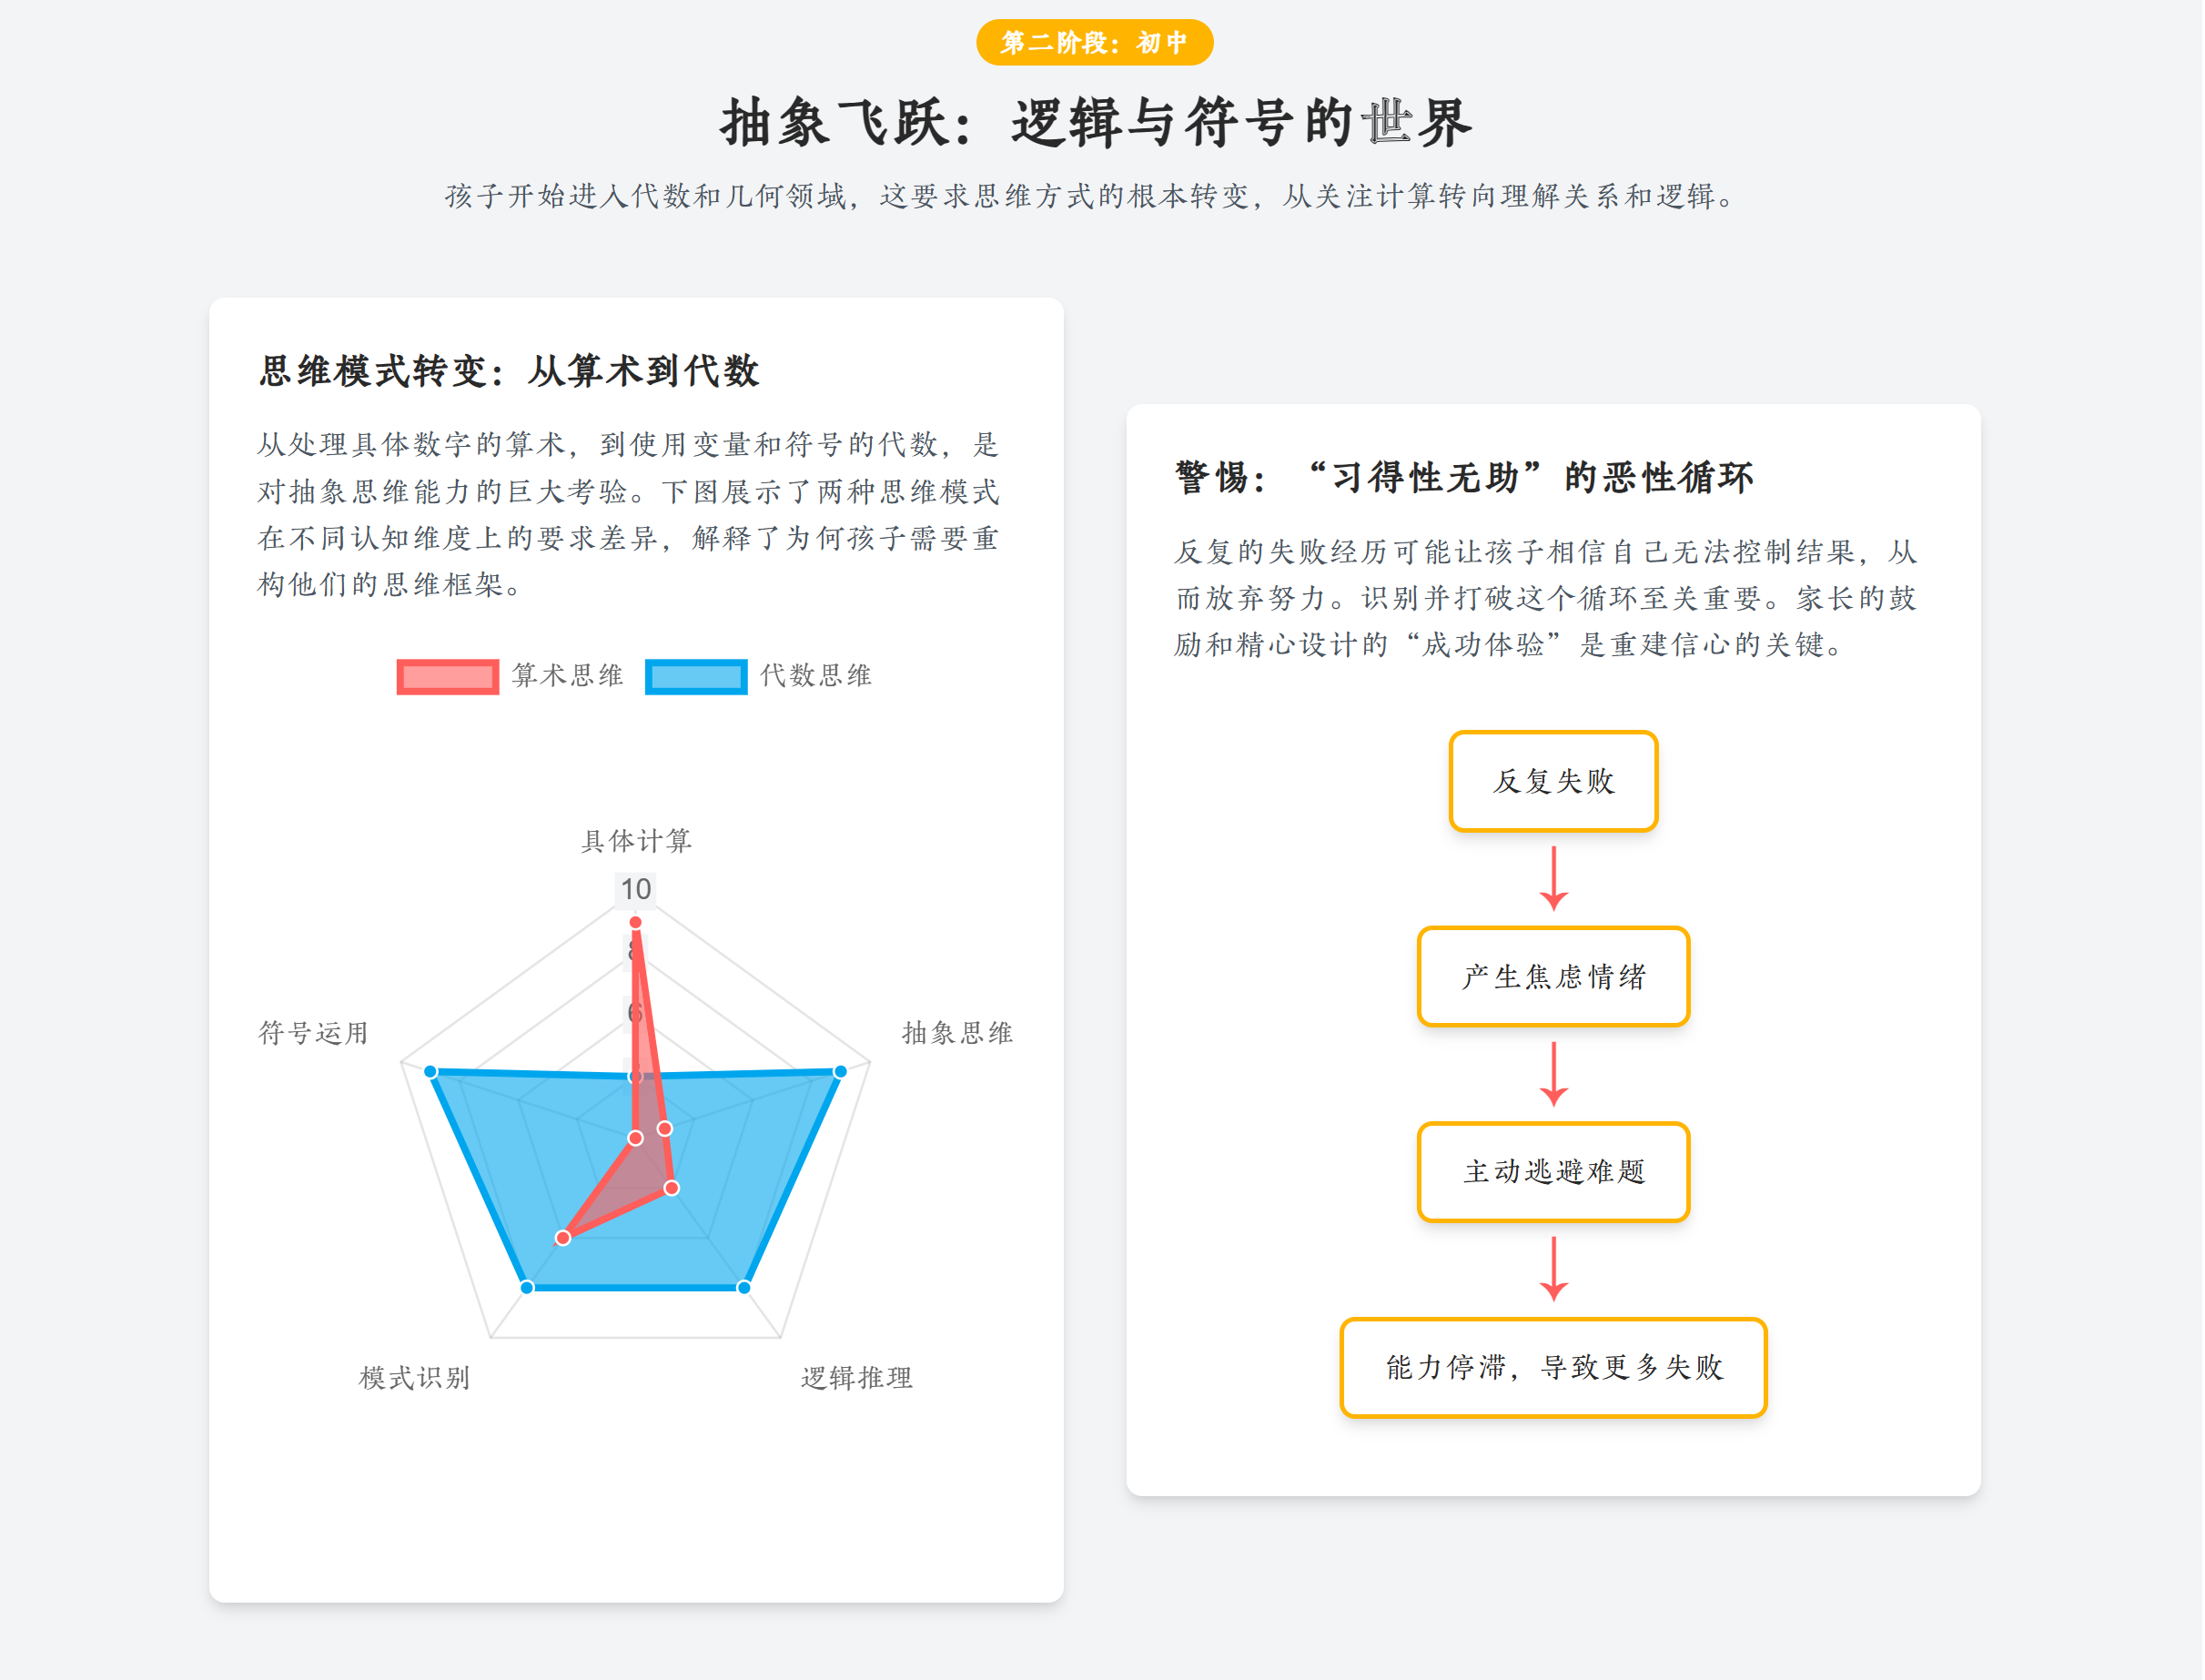 第二阶段：初中
抽象飞跃：逻辑与符号的世界
孩子开始进入代数和几何领域，这要求思维方式的根本转变，从关注计算转向理解关系和逻辑。
思维模式转变：从算术到代数
从处理具体数字的算术，到使用变量和符号的代数，是
对抽象思维能力的巨大考验。下图展示了两种思维模式
在不同认知维度上的要求差异，解释了为何孩子需要重
构他们的思维框架。
算术思维
代数思维
具体计算
10
8
6
符号运用
抽象思维
模式识别
逻辑推理
警惕：“习得性无助”的恶性循环
反复的失败经历可能让孩子相信自己无法控制结果，从
而放弃努力。识别并打破这个循环至关重要。家长的鼓
励和精心设计的“成功体验”是重建信心的关键。
反复失败
产生焦虑情绪
主动逃避难题
能力停滞，导致更多失败